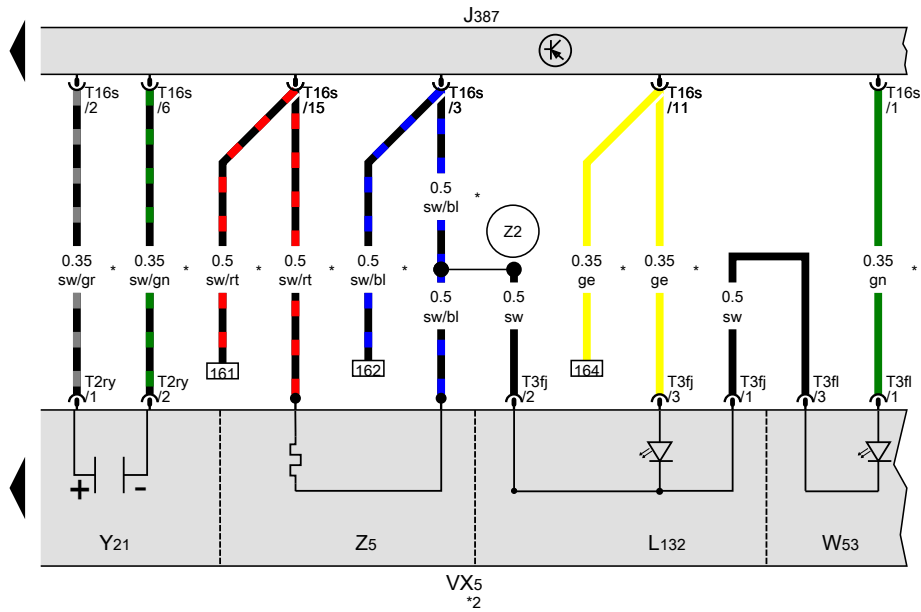 J387
T16s T16s T16s T16s T16s T16s
/2 /6 /15 /3 /11 /1
0.5 *
sw/bl
Z2
0.35 * 0.35 * 0.5 * 0.5 * 0.5 * 0.35 * 0.35 * 0.35 *
sw/gr sw/gn sw/rt sw/rt sw/bl ge ge gn
0.5 0.5 0.5
sw/bl sw sw
161 162 164
T2ry T2ry T3fj T3fj T3fl T3fl
/1 /2 /2 /3 /1 /3 /1
+ -
Y21 Z5 L132 W53
VX5
*2